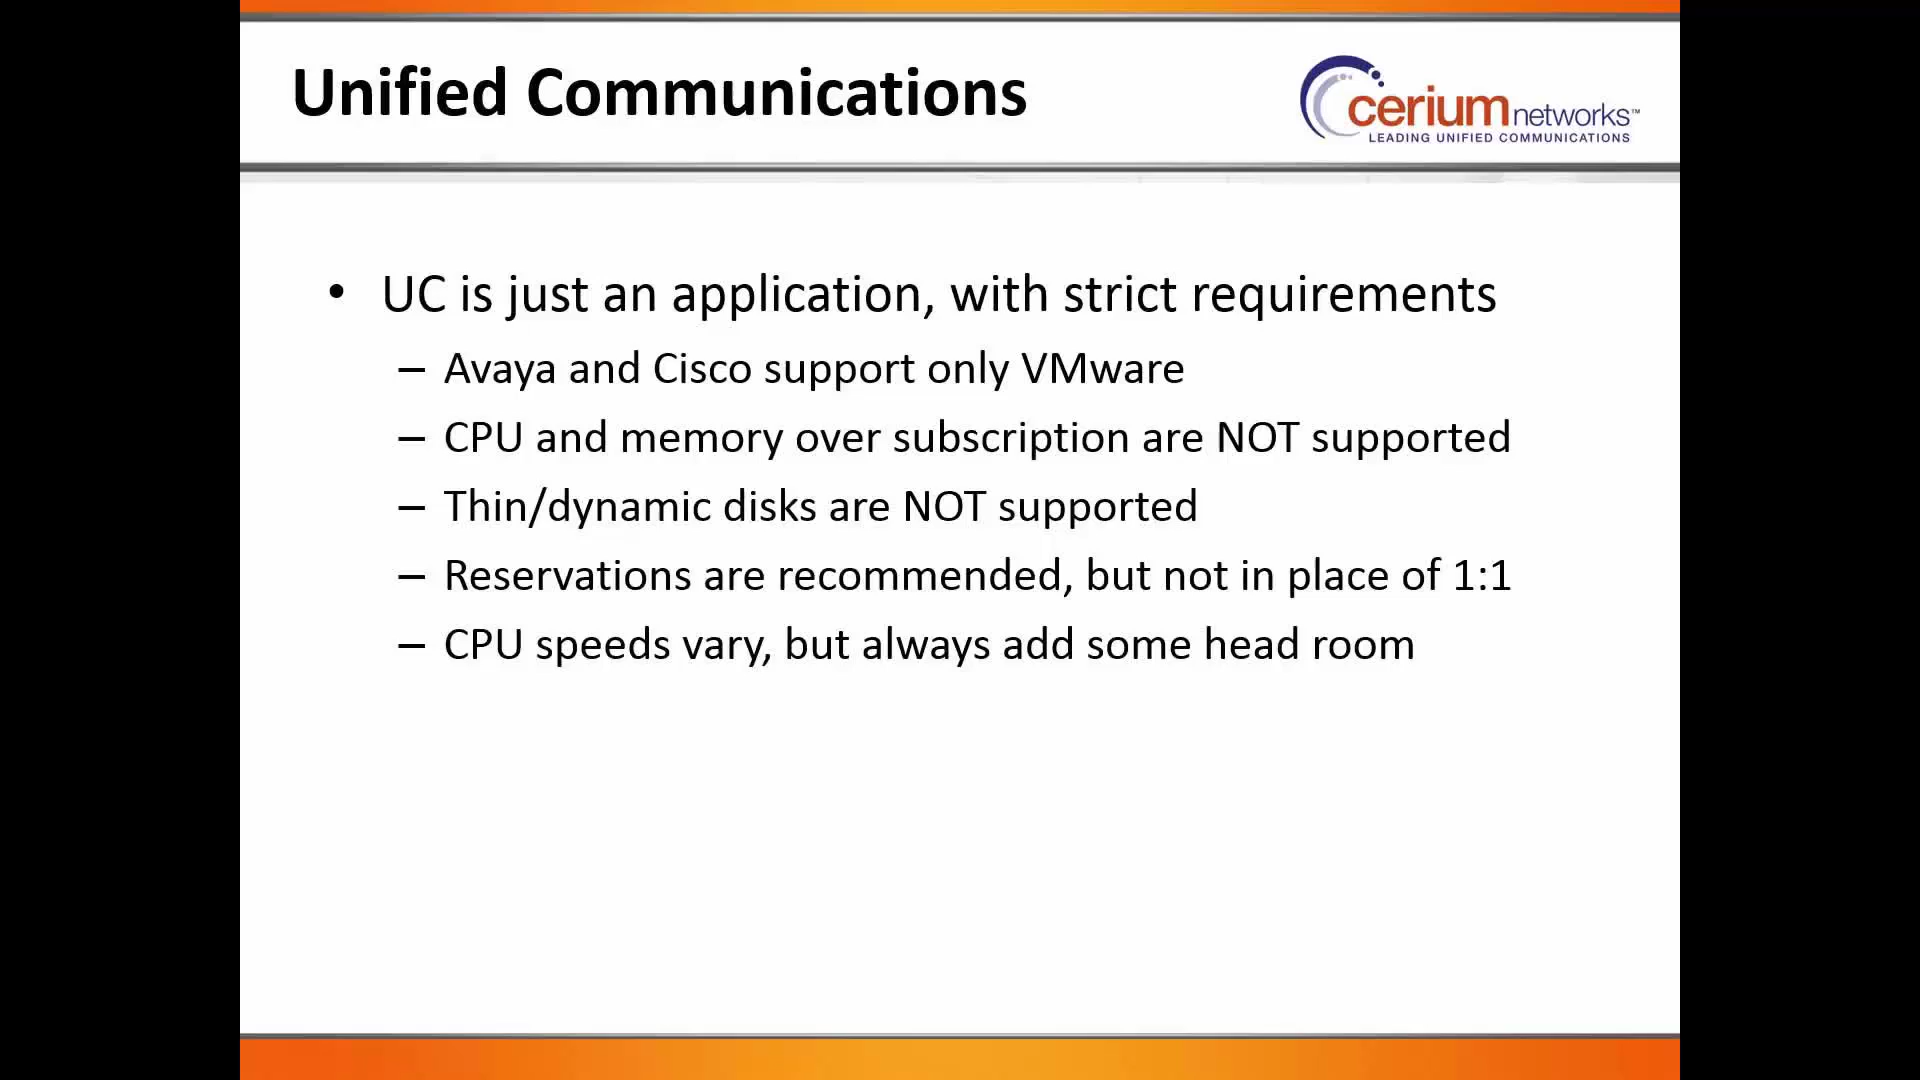 Unified Communications
cerium networks™
LEADING UNIFIED COMMUNICATIONS
• UC is just an application, with strict requirements
– Avaya and Cisco support only VMware
– CPU and memory over subscription are NOT supported
– Thin/dynamic disks are NOT supported
– Reservations are recommended, but not in place of 1:1
– CPU speeds vary, but always add some head room